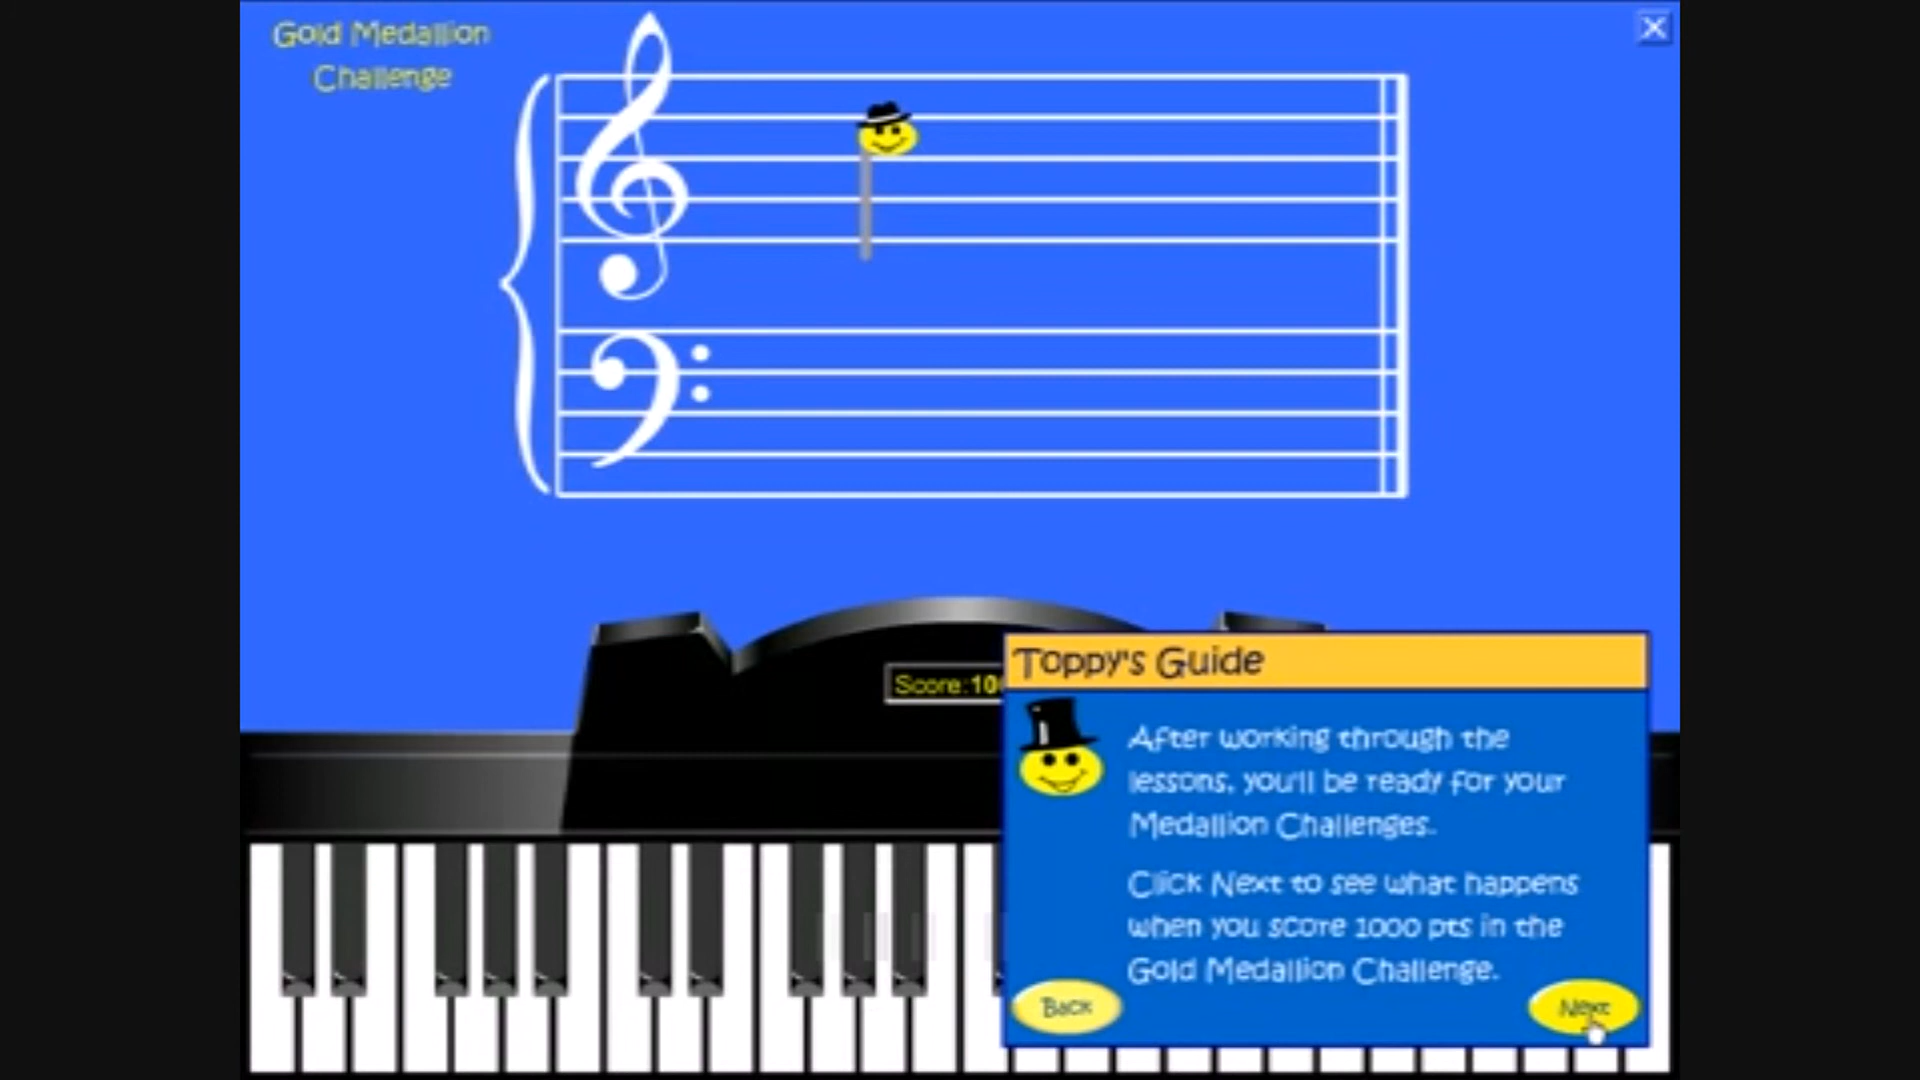 Gold Medallion
Challenge
Score:
Toppy's Guide
After working through the
lessons, you'll be ready for your
Medallion Challenges.
Click Next to see what happens
when you score 1000 pts in the
Gold Medallion Challenge.
Back
Next